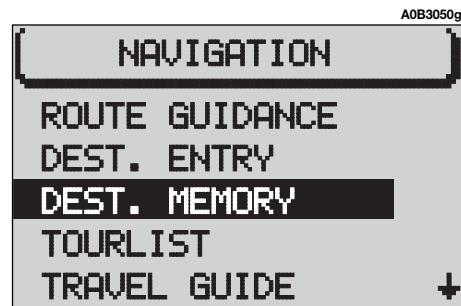 A0B3050g
NAVIGATION
ROUTE GUIDANCE
DEST. ENTRY
DEST. MEMORY
TOURLIST
TRAVEL GUIDE